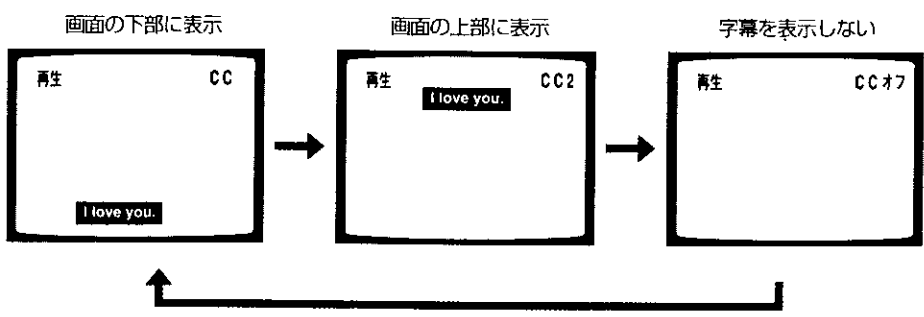 画面の下部に表示
画面の上部に表示
字幕を表示しない
再生 CC
I love you.
再生 CC2
I love you.
再生 CCオフ